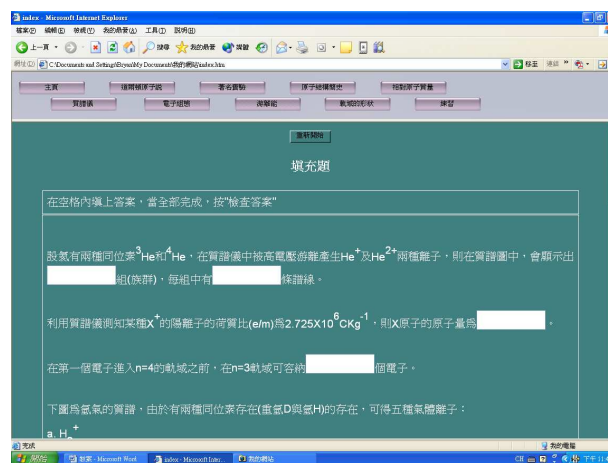 index - Microsoft Internet Explorer
檔案(F) 編輯(E) 檢視(V) 我的最愛(A) 工具(T) 說明(H)
上一頁 搜尋 我的最愛 媒體
網址(D) C:\Documents and Settings\Bryan\My Documents\我的網站\index.htm 移至 連結 »
主頁 道爾頓原子說 著名實驗 原子結構簡史 相對原子質量
質譜儀 電子組態 游離能 軌域的形狀 練習
重新開始
填充題
在空格內填上答案，當全部完成，按"檢查答案"
設氦有兩種同位素³He和⁴He，在質譜儀中被高電壓游離產生He⁺及He²⁺兩種離子，則在質譜圖中，會顯示出
組(族群)，每組中有 條譜線。
利用質譜儀測知某種X⁺的陽離子的荷質比(e/m)為2.725X10⁶CKg⁻¹，則X原子的原子量為 。
在第一個電子進入n=4的軌域之前，在n=3軌域可容納 個電子。
下圖為氫氣的質譜，由於有兩種同位素存在(重氫D與氫H)的存在，可得五種氣體離子：
a. H₂⁺
完成 我的電腦
開始 - Microsoft Word index - Microsoft Inter... 我的網站 CH 下午 11:4